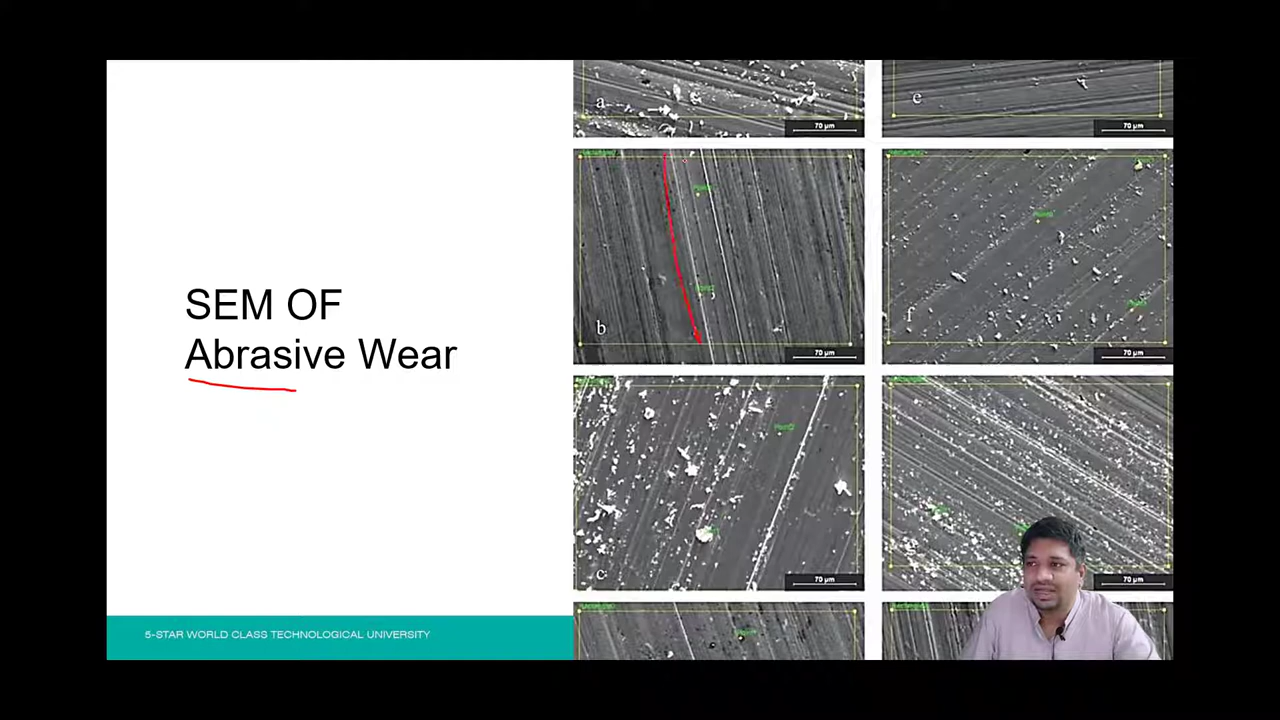 SEM OF
Abrasive Wear
5-STAR WORLD CLASS TECHNOLOGICAL UNIVERSITY
a
70 µm
e
70 µm
b
70 µm
f
70 µm
c
70 µm
70 µm